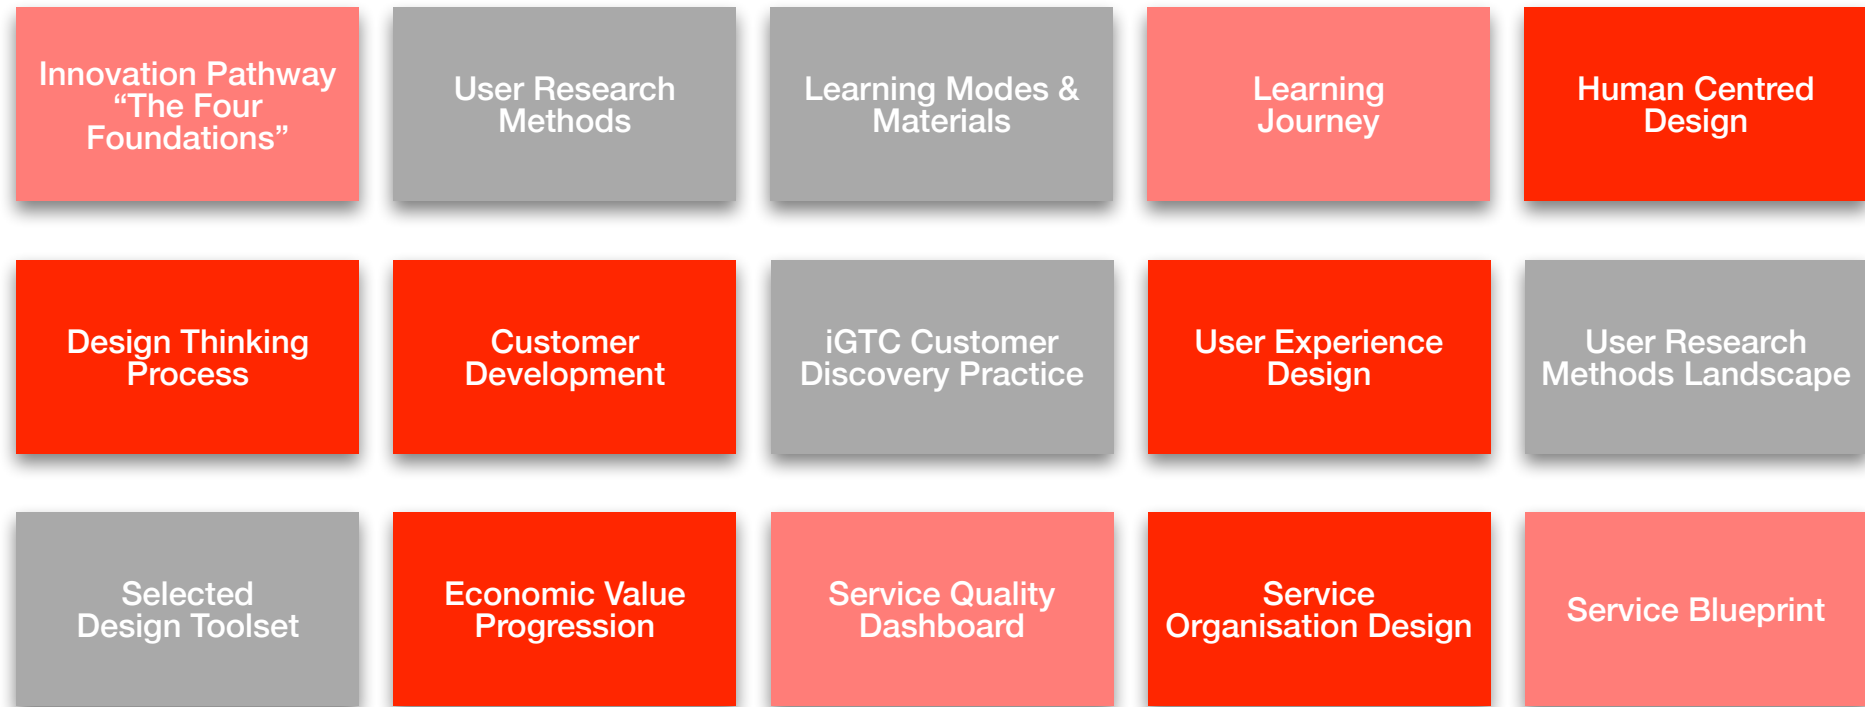 Innovation Pathway
“The Four
Foundations”
User Research
Methods
Learning Modes &
Materials
Learning
Journey
Human Centred
Design
Design Thinking
Process
Customer
Development
iGTC Customer
Discovery Practice
User Experience
Design
User Research
Methods Landscape
Selected
Design Toolset
Economic Value
Progression
Service Quality
Dashboard
Service
Organisation Design
Service Blueprint